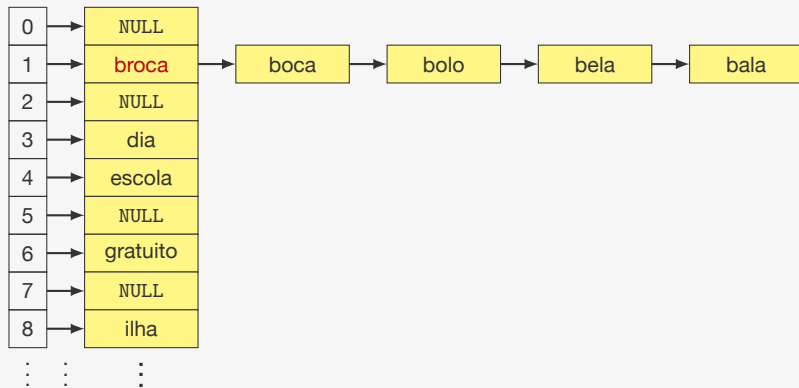 0 NULL
1 broca boca bolo bela bala
2 NULL
3 dia
4 escola
5 NULL
6 gratuito
7 NULL
8 ilha